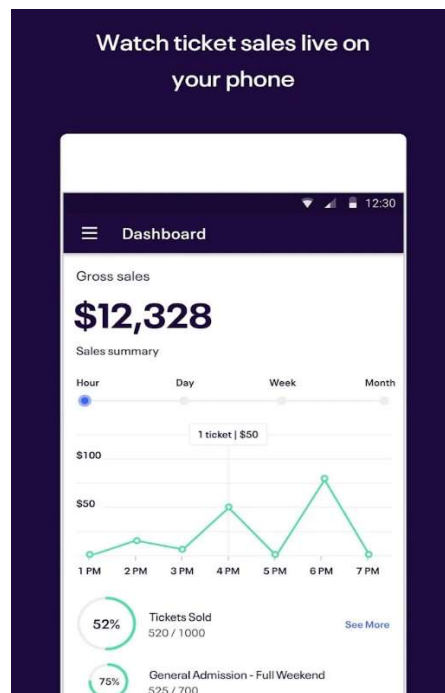 Watch ticket sales live on
your phone
12:30
Dashboard
Gross sales
$12,328
Sales summary
Hour Day Week Month
1 ticket | $50
$100
$50
1 PM 2 PM 3 PM 4 PM 5 PM 6 PM 7 PM
52%
Tickets Sold
520 / 1000
See More
75%
General Admission - Full Weekend
525 / 700